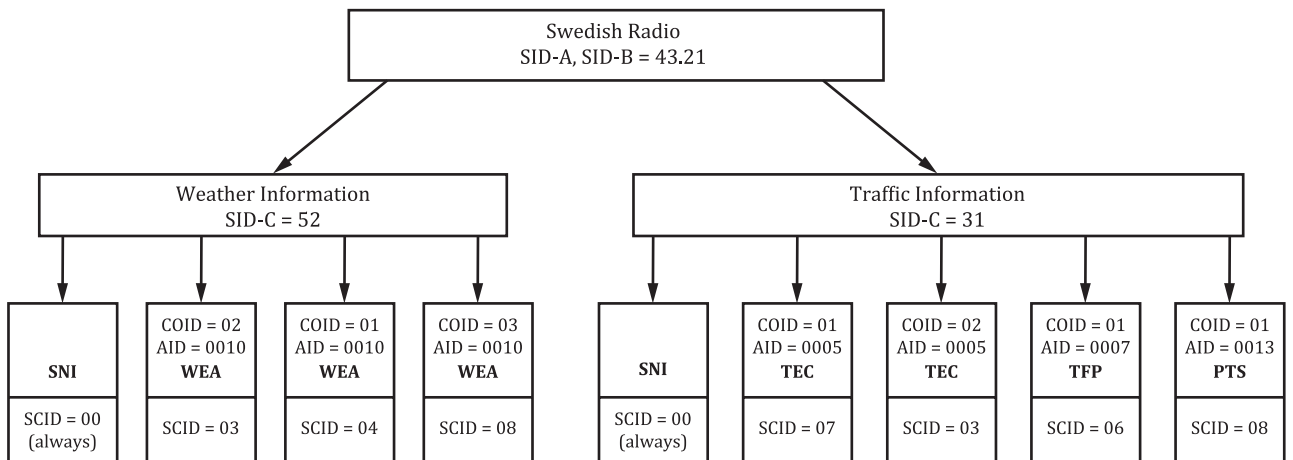 Swedish Radio
SID-A, SID-B = 43.21
Weather Information
SID-C = 52
Traffic Information
SID-C = 31
SNI
SCID = 00
(always)
COID = 02
AID = 0010
WEA
SCID = 03
COID = 01
AID = 0010
WEA
SCID = 04
COID = 03
AID = 0010
WEA
SCID = 08
SNI
SCID = 00
(always)
COID = 01
AID = 0005
TEC
SCID = 07
COID = 02
AID = 0005
TEC
SCID = 03
COID = 01
AID = 0007
TFP
SCID = 06
COID = 01
AID = 0013
PTS
SCID = 08